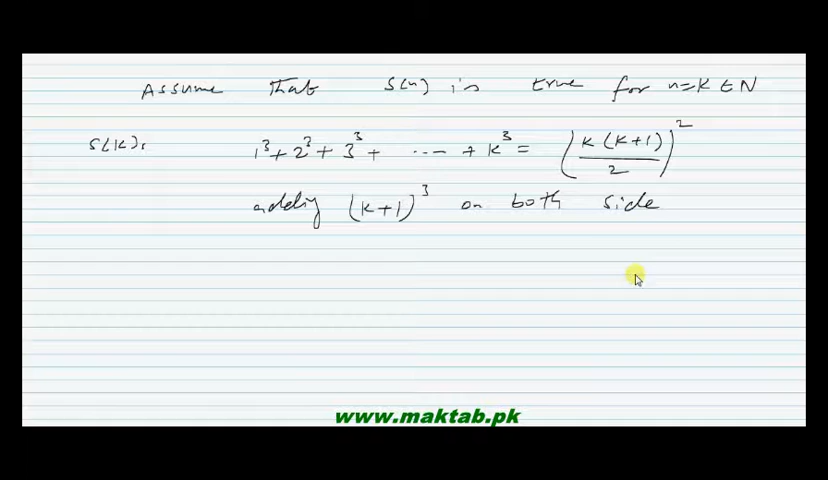 Assume that S(n) is true for n=K ∈ N
S(K): 1³ + 2³ + 3³ + ..... + K³ = (K(K+1)/2)²
adding (K+1)³ on both side
www.maktab.pk